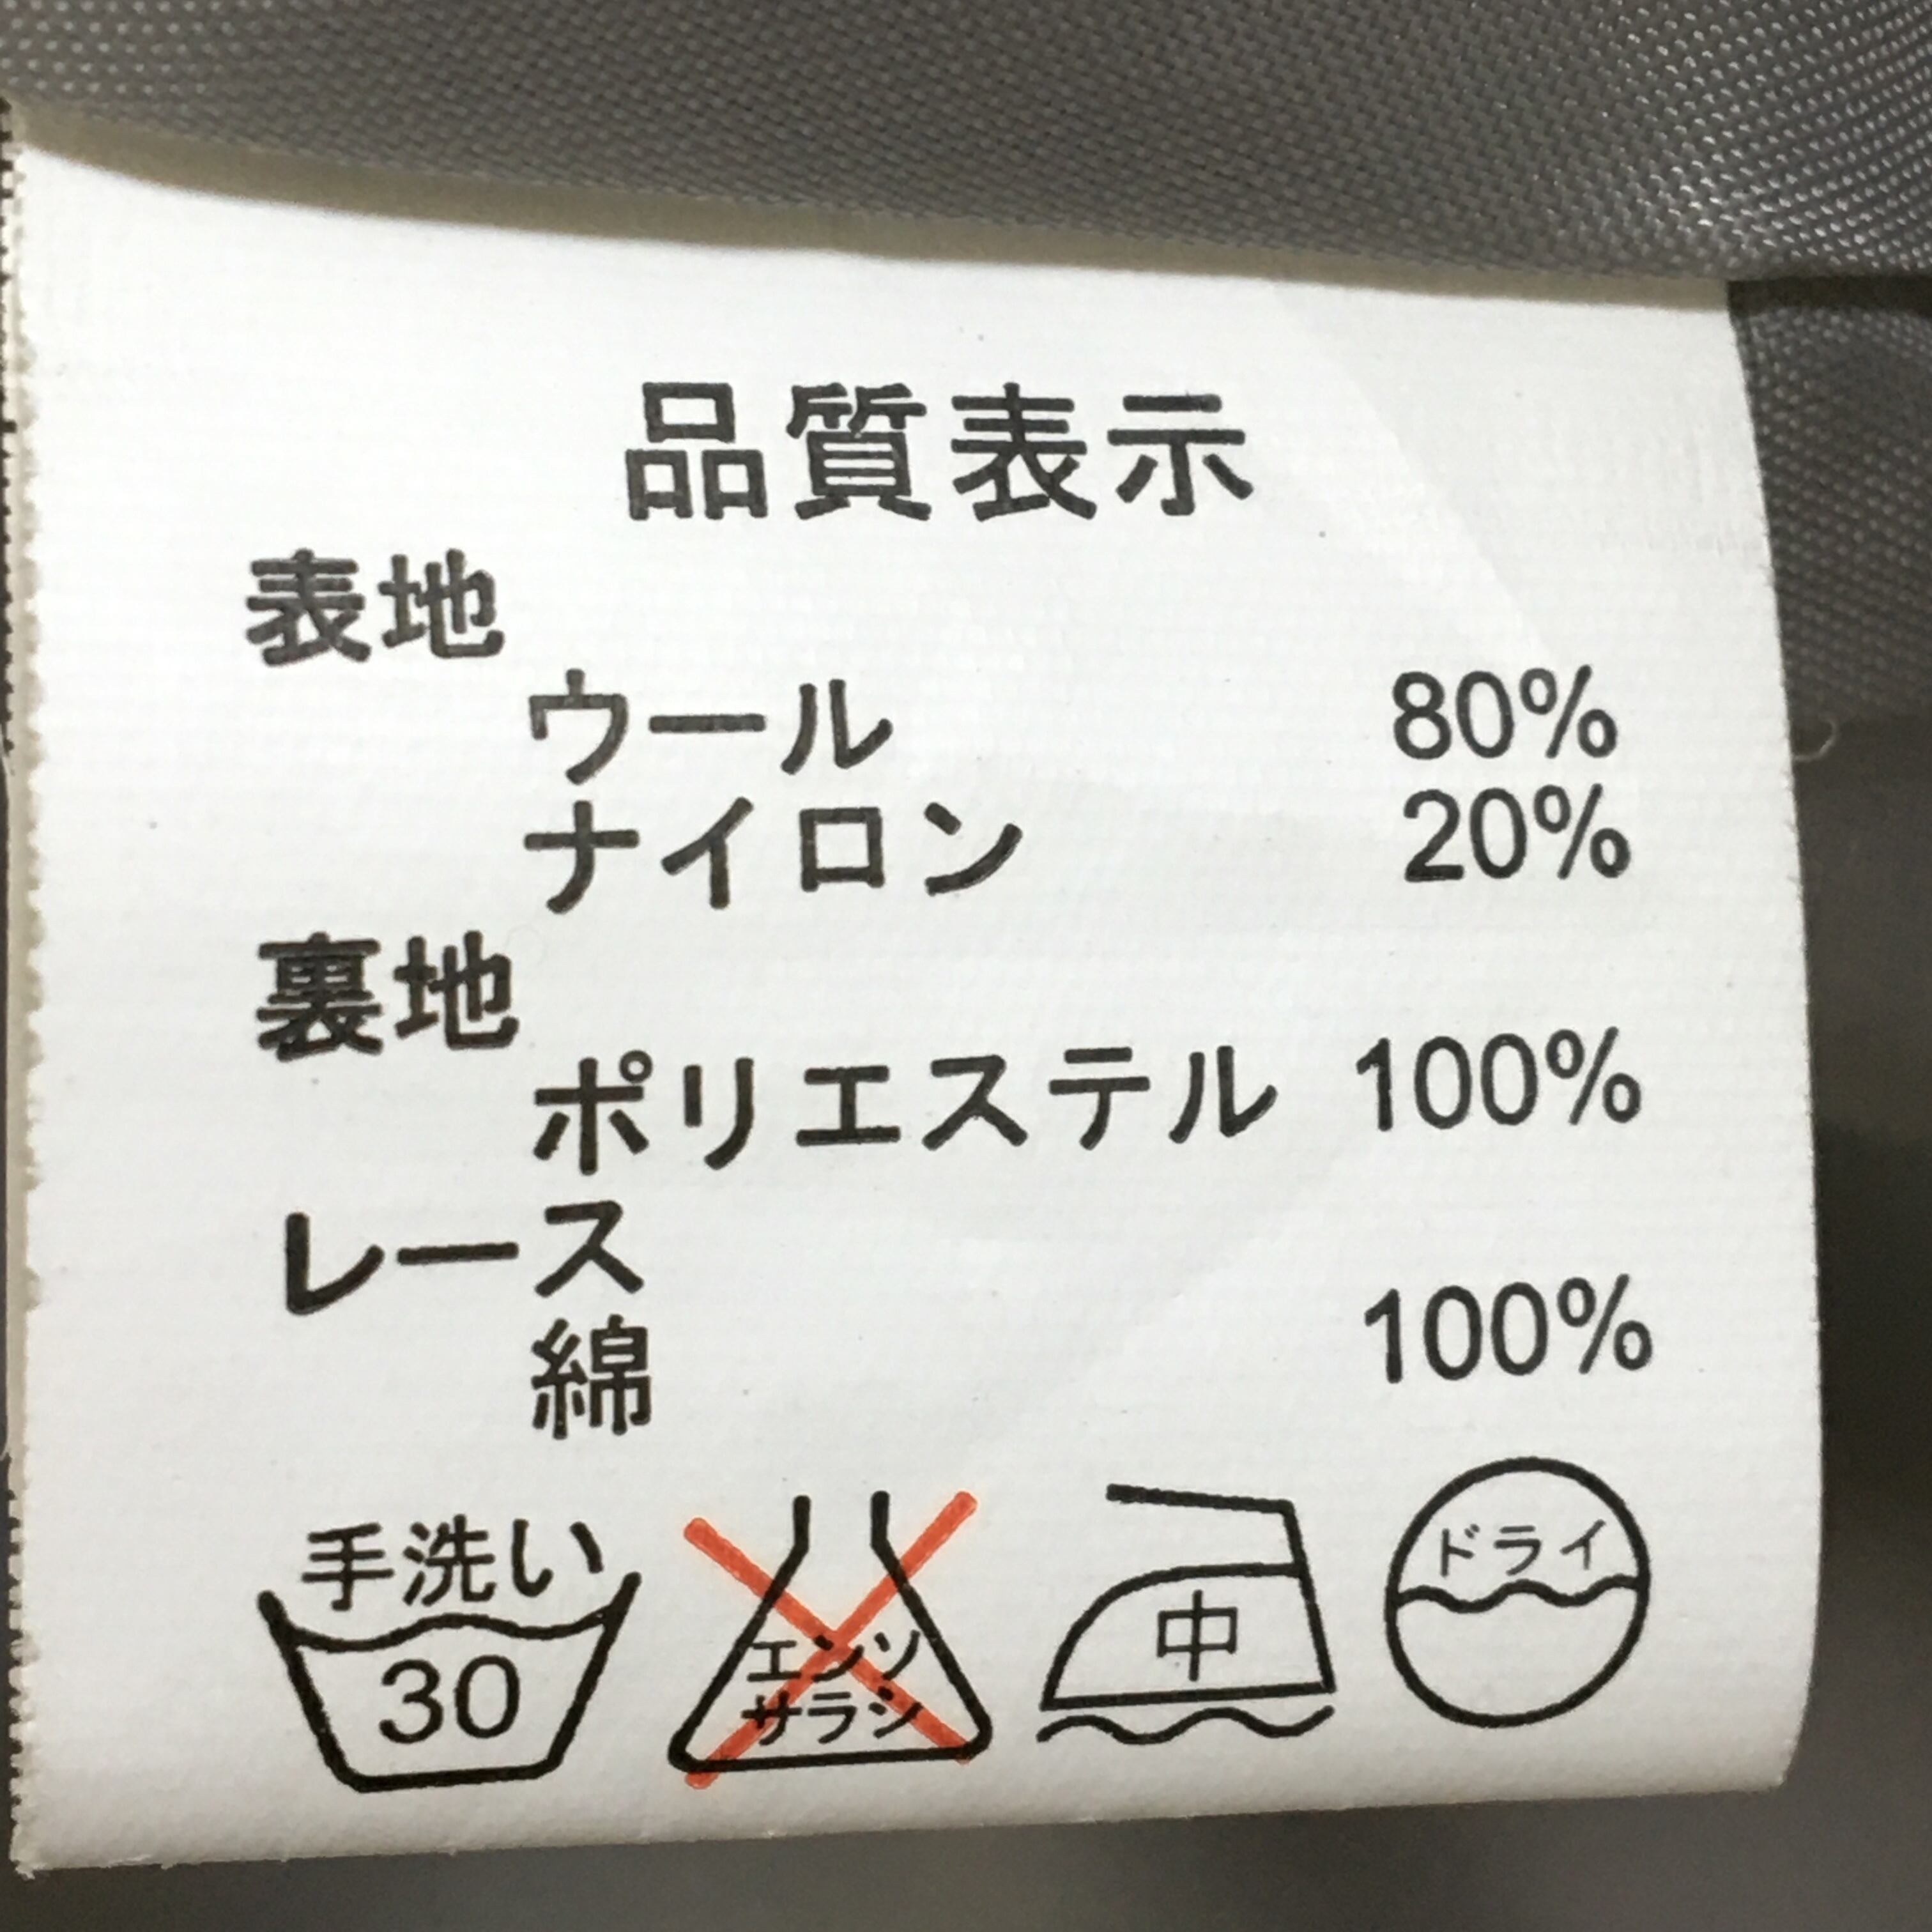 品質表示
表地
ウール 80%
ナイロン 20%
裏地
ポリエステル 100%
レース
綿 100%
手洗い
30
エンソ
サラシ
中
ドライ